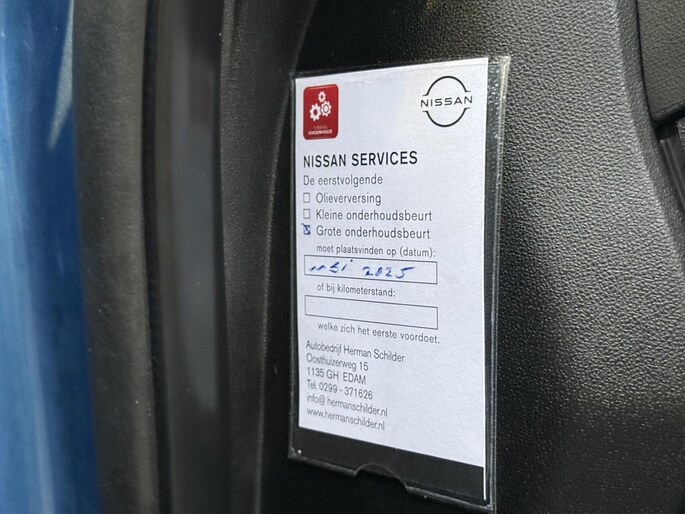 NISSAN
ONDERHOUD
NISSAN SERVICES
De eerstvolgende
Olieverversing
Kleine onderhoudsbeurt
Grote onderhoudsbeurt
moet plaatsvinden op (datum):
mei 2025
of bij kilometerstand:
welke zich het eerste voordoet.
Autobedrijf Herman Schilder
Oosthuizerweg 15
1135 GH EDAM
Tel. 0299 - 371626
info@ hermanschilder.nl
www.hermanschilder.nl